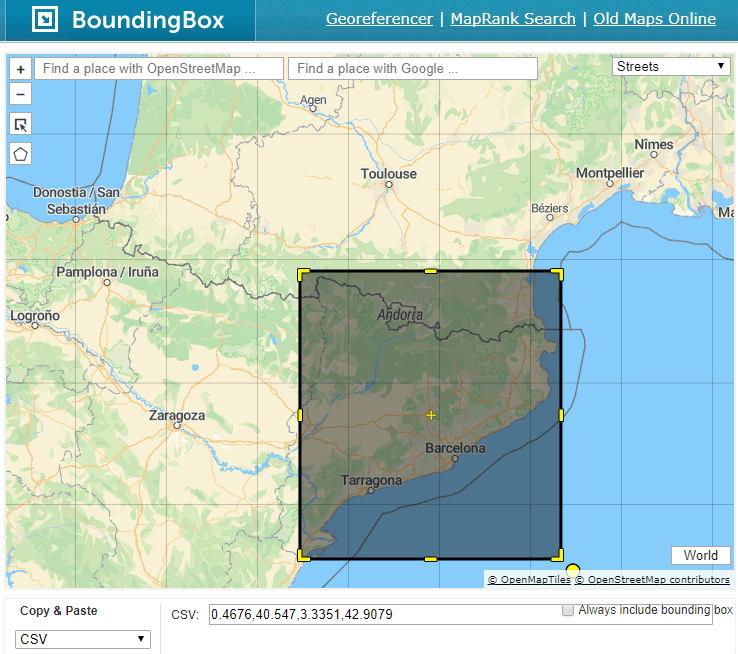 BoundingBox
Georeferencer | MapRank Search | Old Maps Online
+ Find a place with OpenStreetMap ... Find a place with Google ... Streets
−
Agen
Nîmes
Toulouse
Montpellier
Donostia / San
Sebastián
Béziers
Ma
Pamplona / Iruña
Logroño
Andorra
Zaragoza
Barcelona
Tarragona
World
© OpenMapTiles © OpenStreetMap contributors
Copy & Paste
CSV: 0.4676,40.547,3.3351,42.9079
Always include bounding box
CSV